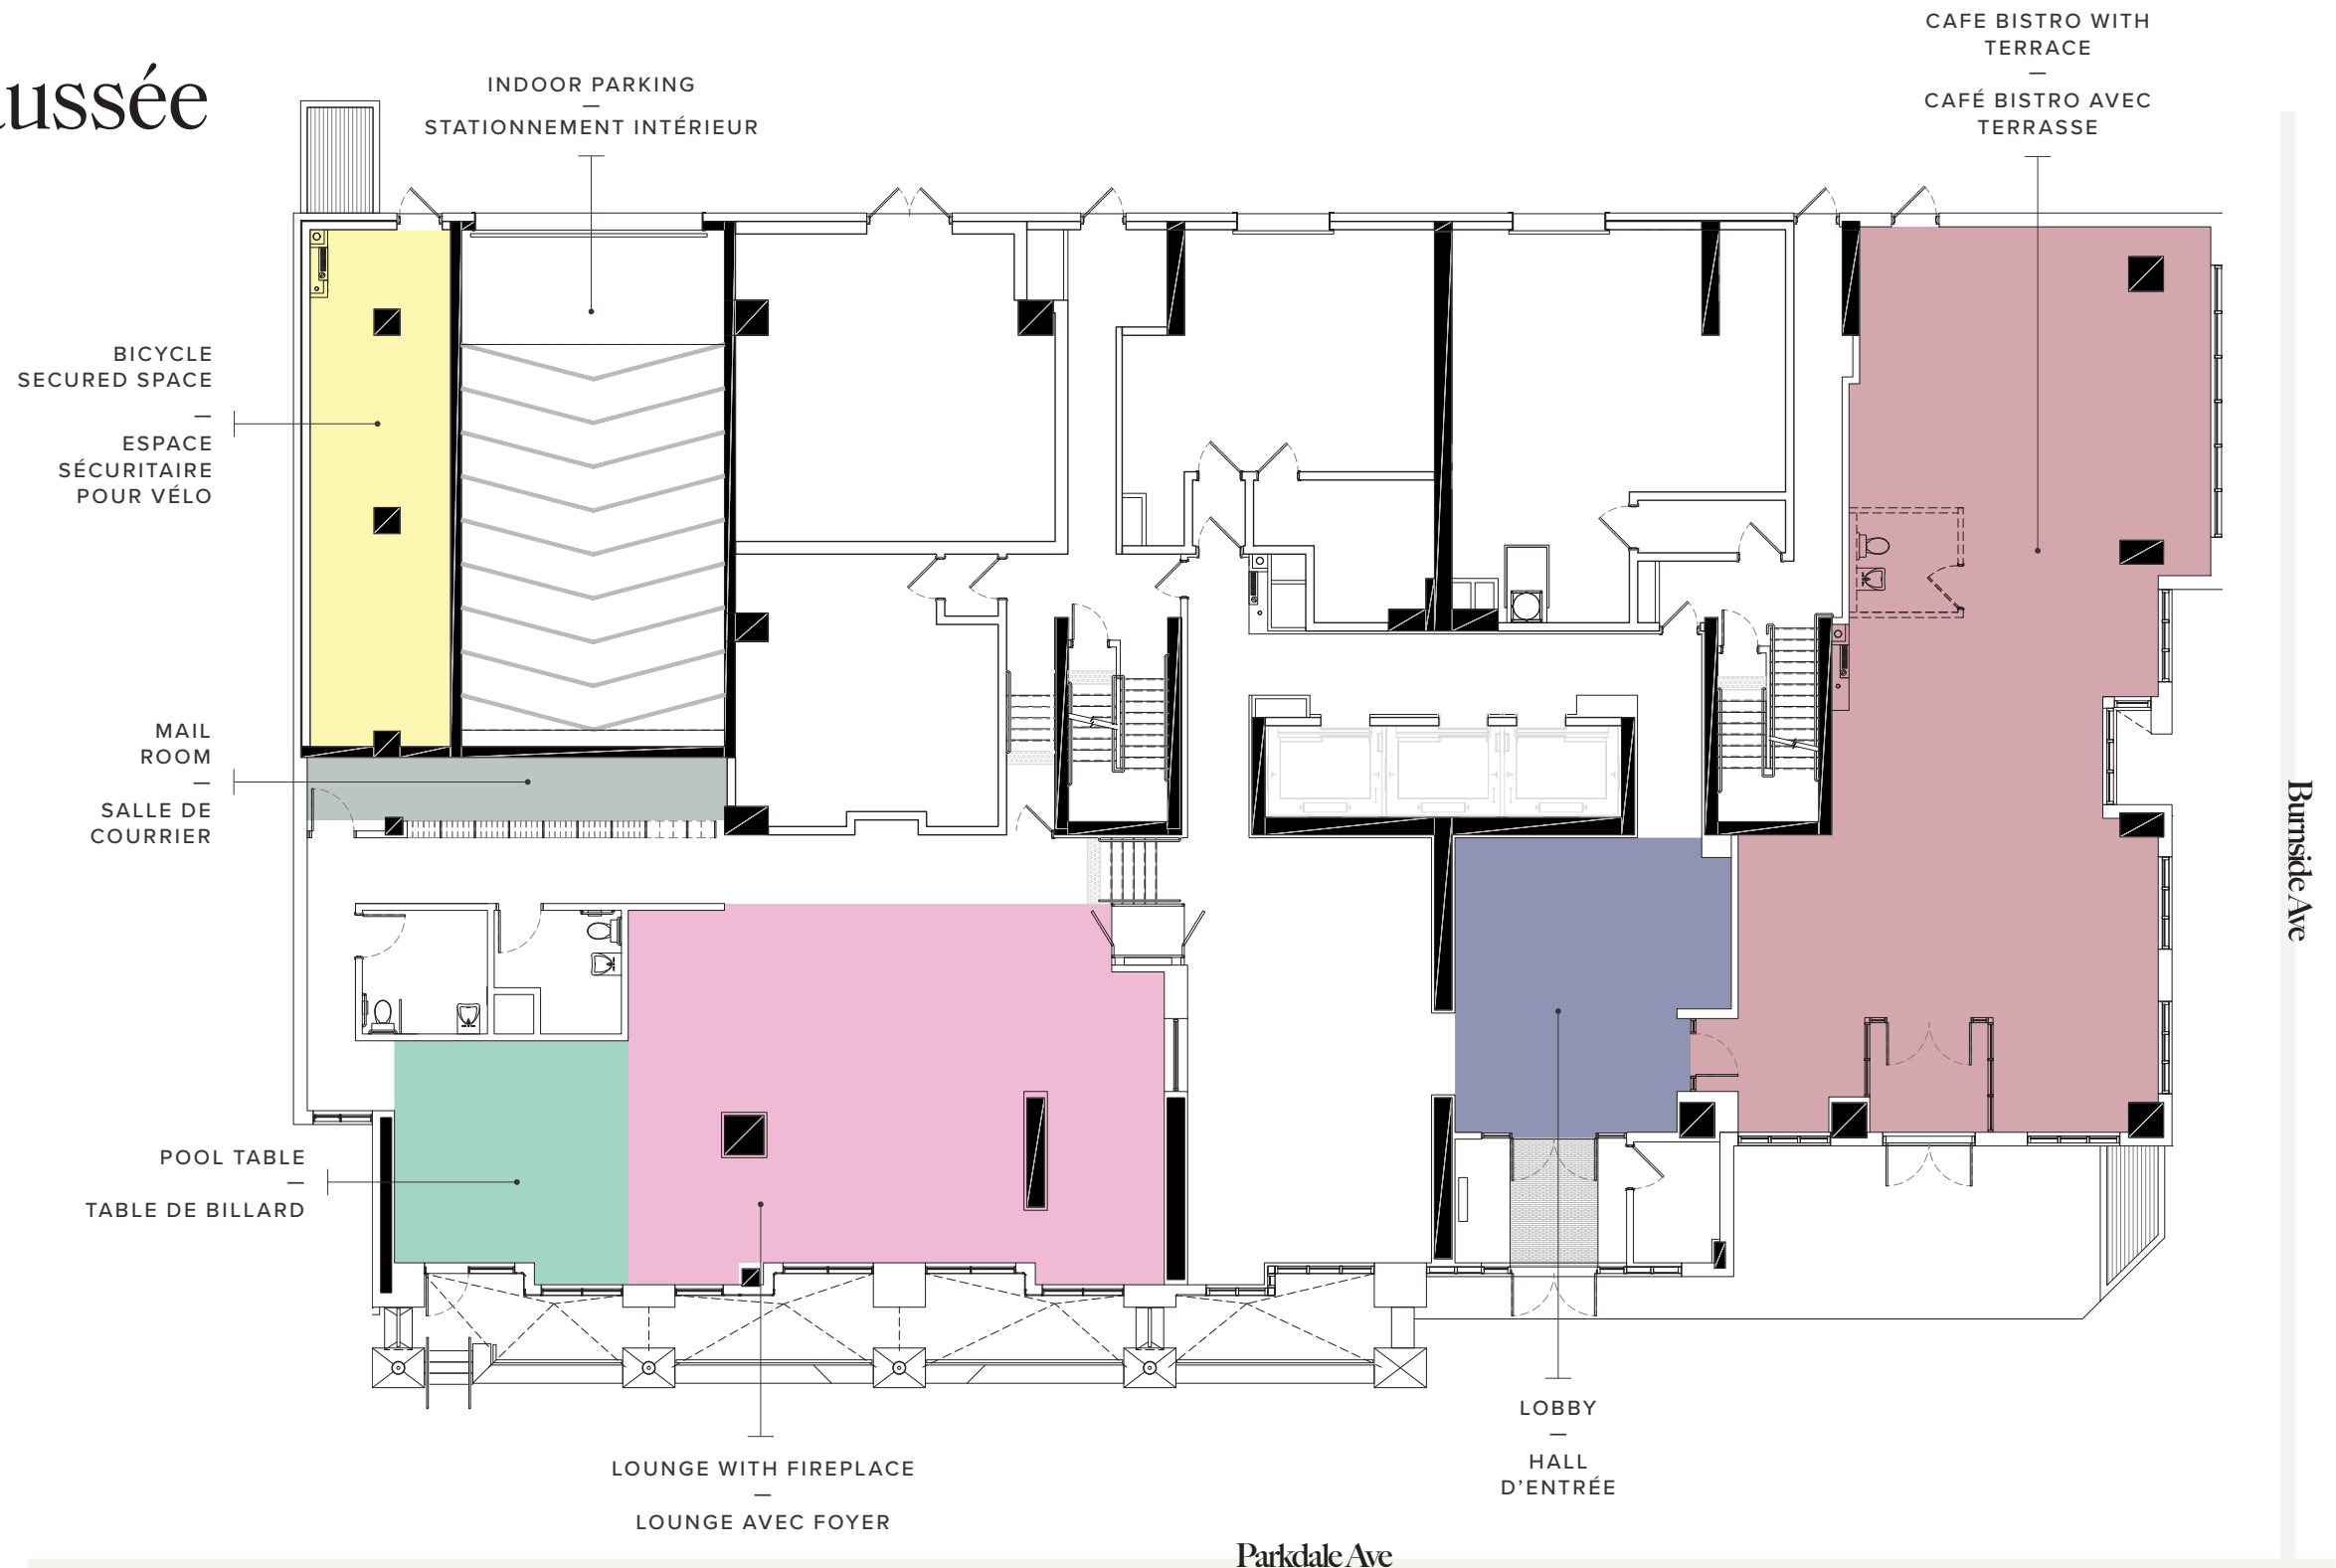 ussée
INDOOR PARKING
—
STATIONNEMENT INTÉRIEUR
CAFE BISTRO WITH
TERRACE
—
CAFÉ BISTRO AVEC
TERRASSE
BICYCLE
SECURED SPACE
—
ESPACE
SÉCURITAIRE
POUR VÉLO
MAIL
ROOM
—
SALLE DE
COURRIER
Burnside Ave
POOL TABLE
—
TABLE DE BILLARD
LOUNGE WITH FIREPLACE
—
LOUNGE AVEC FOYER
LOBBY
—
HALL
D’ENTRÉE
Parkdale Ave